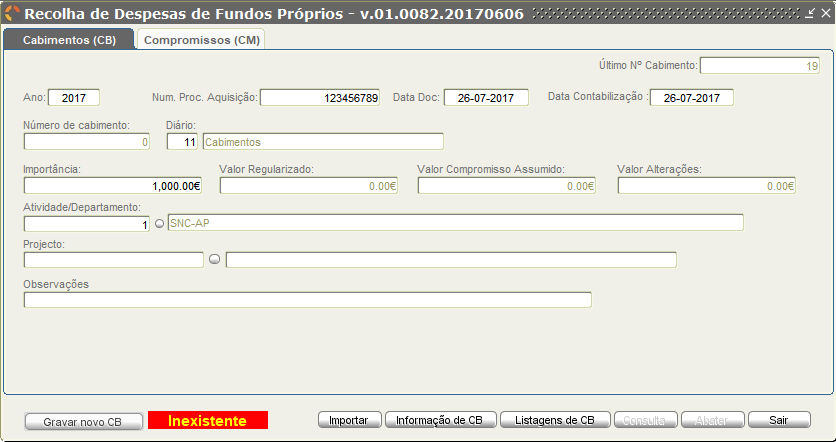 Recolha de Despesas de Fundos Próprios - v.01.0082.20170606
Cabimentos (CB) Compromissos (CM)
Último Nº Cabimento: 19
Ano: 2017 Num. Proc. Aquisição: 123456789 Data Doc: 26-07-2017 Data Contabilização : 26-07-2017
Número de cabimento: Diário:
0 11 Cabimentos
Importância: Valor Regularizado: Valor Compromisso Assumido: Valor Alterações:
1,000.00€ 0.00€ 0.00€ 0.00€
Atividade/Departamento:
1 SNC-AP
Projecto:
Observações
Gravar novo CB Inexistente Importar Informação de CB Listagens de CB Consulta Abater Sair